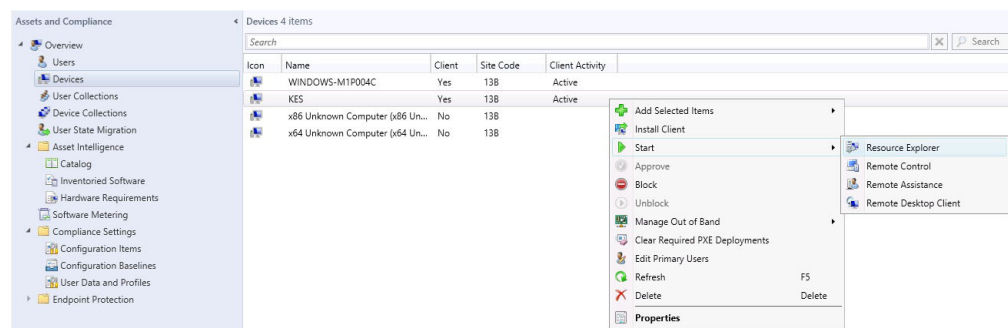 Assets and Compliance
Overview
Users
Devices
User Collections
Device Collections
User State Migration
Asset Intelligence
Catalog
Inventoried Software
Hardware Requirements
Software Metering
Compliance Settings
Configuration Items
Configuration Baselines
User Data and Profiles
Endpoint Protection
Devices 4 items
Search Search
Icon Name Client Site Code Client Activity
WINDOWS-M1P004C Yes 13B Active
KES Yes 13B Active
x86 Unknown Computer (x86 Un... No 13B
x64 Unknown Computer (x64 Un... No 13B
Add Selected Items
Install Client
Start
Approve
Block
Unblock
Manage Out of Band
Clear Required PXE Deployments
Edit Primary Users
Refresh F5
Delete Delete
Properties
Resource Explorer
Remote Control
Remote Assistance
Remote Desktop Client